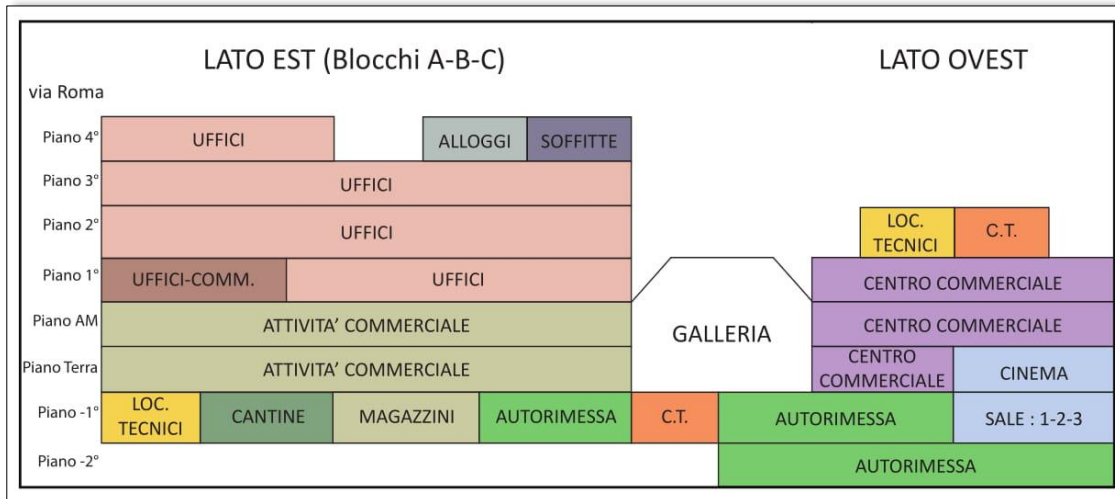 LATO EST (Blocchi A-B-C)
LATO OVEST
via Roma
Piano 4°
UFFICI
ALLOGGI
SOFFITTE
Piano 3°
UFFICI
Piano 2°
UFFICI
LOC.
TECNICI
C.T.
Piano 1°
UFFICI-COMM.
UFFICI
CENTRO COMMERCIALE
Piano AM
ATTIVITA’ COMMERCIALE
GALLERIA
CENTRO COMMERCIALE
Piano Terra
ATTIVITA’ COMMERCIALE
CENTRO
COMMERCIALE
CINEMA
Piano -1°
LOC.
TECNICI
CANTINE
MAGAZZINI
AUTORIMESSA
C.T.
AUTORIMESSA
SALE : 1-2-3
Piano -2°
AUTORIMESSA